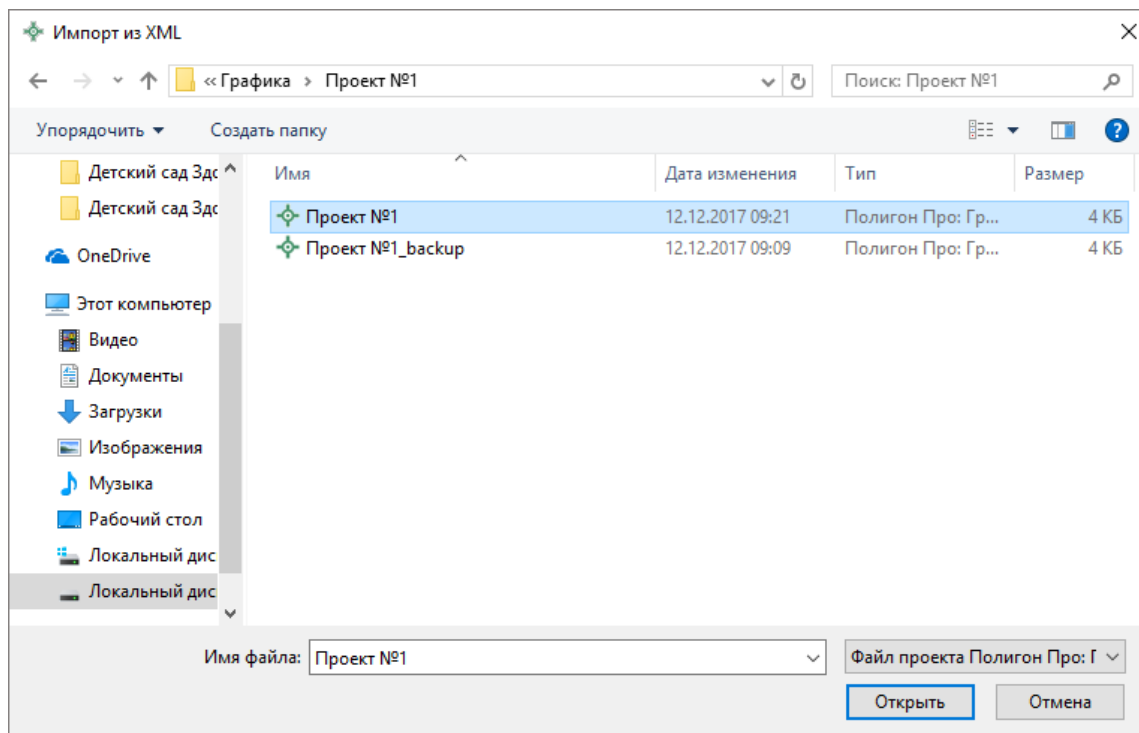 Импорт из XML
« Графика › Проект №1
Поиск: Проект №1
Упорядочить Создать папку
Имя Дата изменения Тип Размер
Детский сад Здс
Детский сад Здс
OneDrive
Этот компьютер
Видео
Документы
Загрузки
Изображения
Музыка
Рабочий стол
Локальный дис
Локальный дис
Проект №1 12.12.2017 09:21 Полигон Про: Гр... 4 КБ
Проект №1_backup 12.12.2017 09:09 Полигон Про: Гр... 4 КБ
Имя файла: Проект №1
Файл проекта Полигон Про: Г
Открыть Отмена